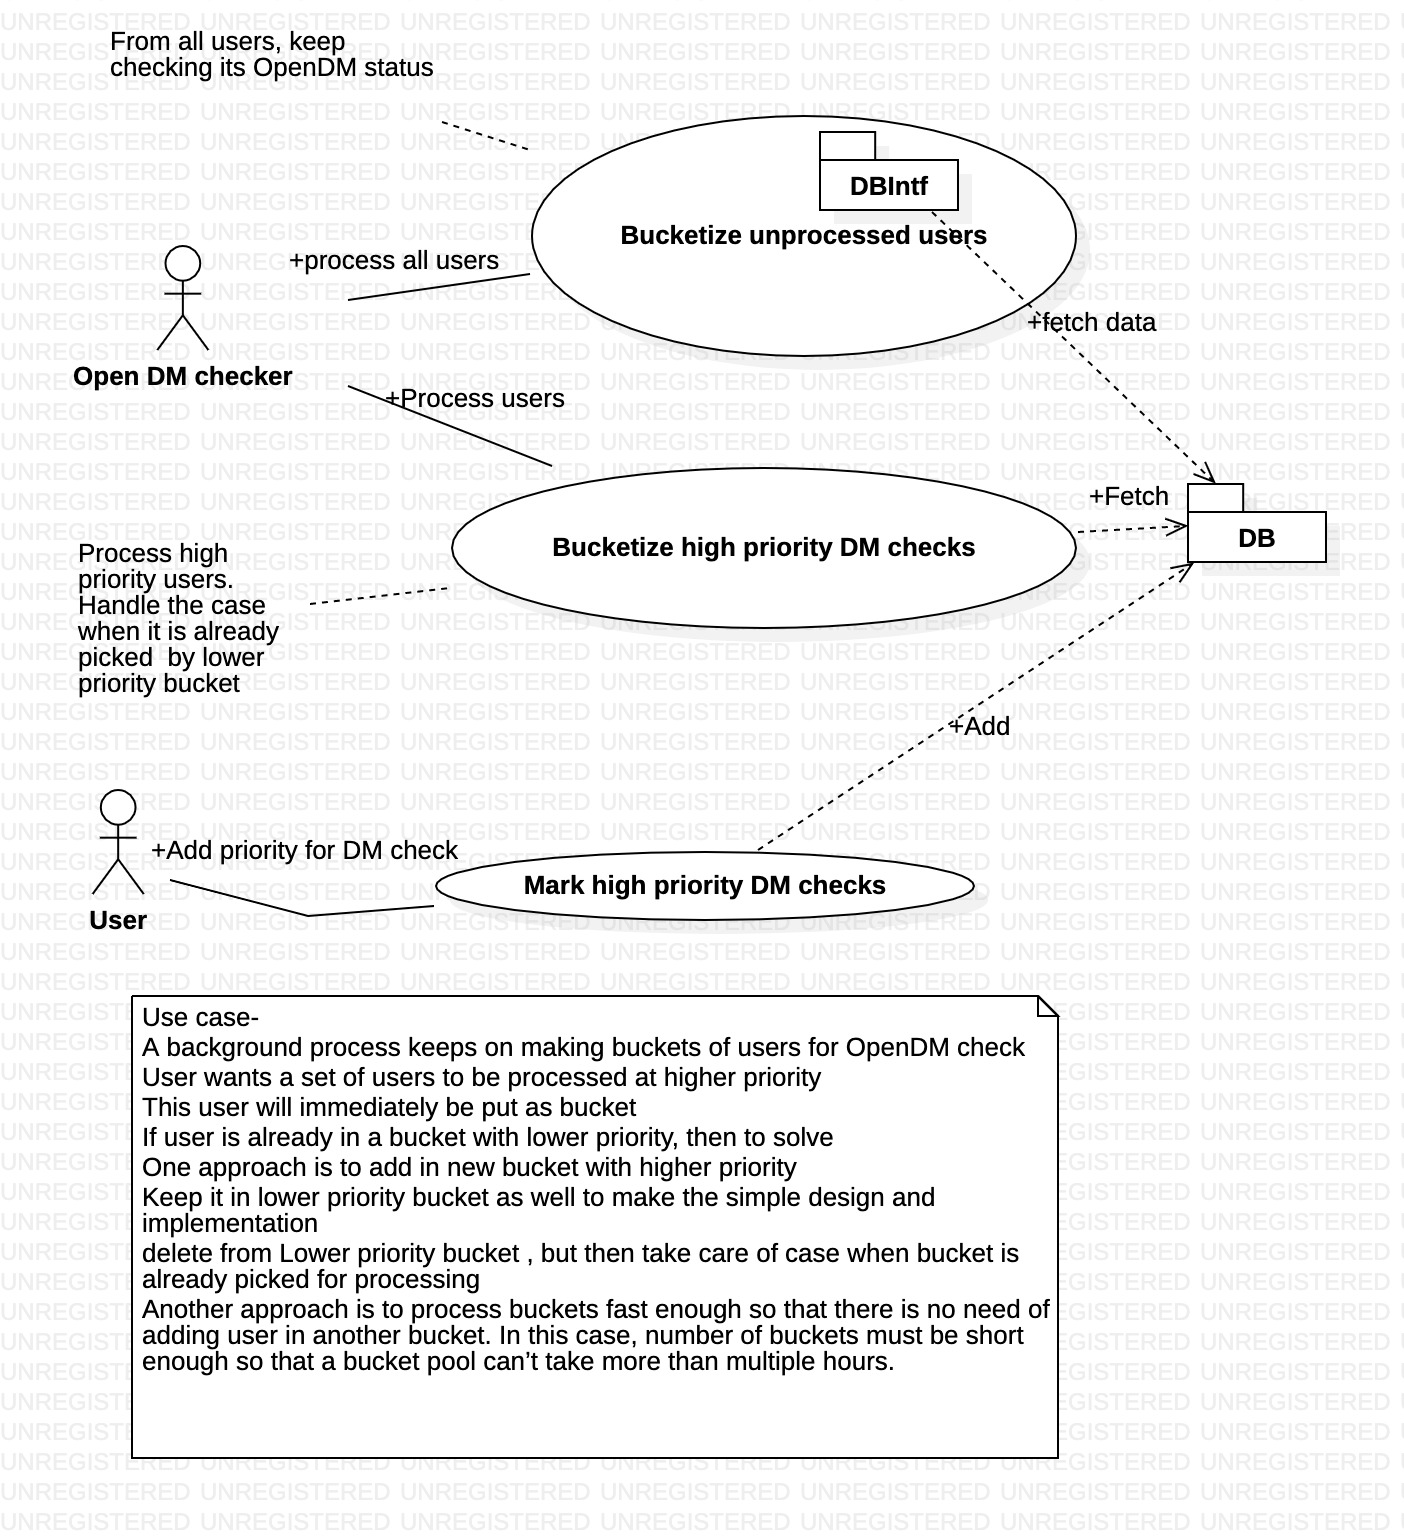 From all users, keep
checking its OpenDM status
DBIntf
Bucketize unprocessed users
+process all users
+fetch data
Open DM checker
+Process users
+Fetch
DB
Bucketize high priority DM checks
Process high
priority users.
Handle the case
when it is already
picked  by lower
priority bucket
+Add
+Add priority for DM check
Mark high priority DM checks
User
Use case-
A background process keeps on making buckets of users for OpenDM check
User wants a set of users to be processed at higher priority
This user will immediately be put as bucket
If user is already in a bucket with lower priority, then to solve
One approach is to add in new bucket with higher priority
Keep it in lower priority bucket as well to make the simple design and
implementation
delete from Lower priority bucket , but then take care of case when bucket is
already picked for processing
Another approach is to process buckets fast enough so that there is no need of
adding user in another bucket. In this case, number of buckets must be short
enough so that a bucket pool can’t take more than multiple hours.
UNREGISTERED